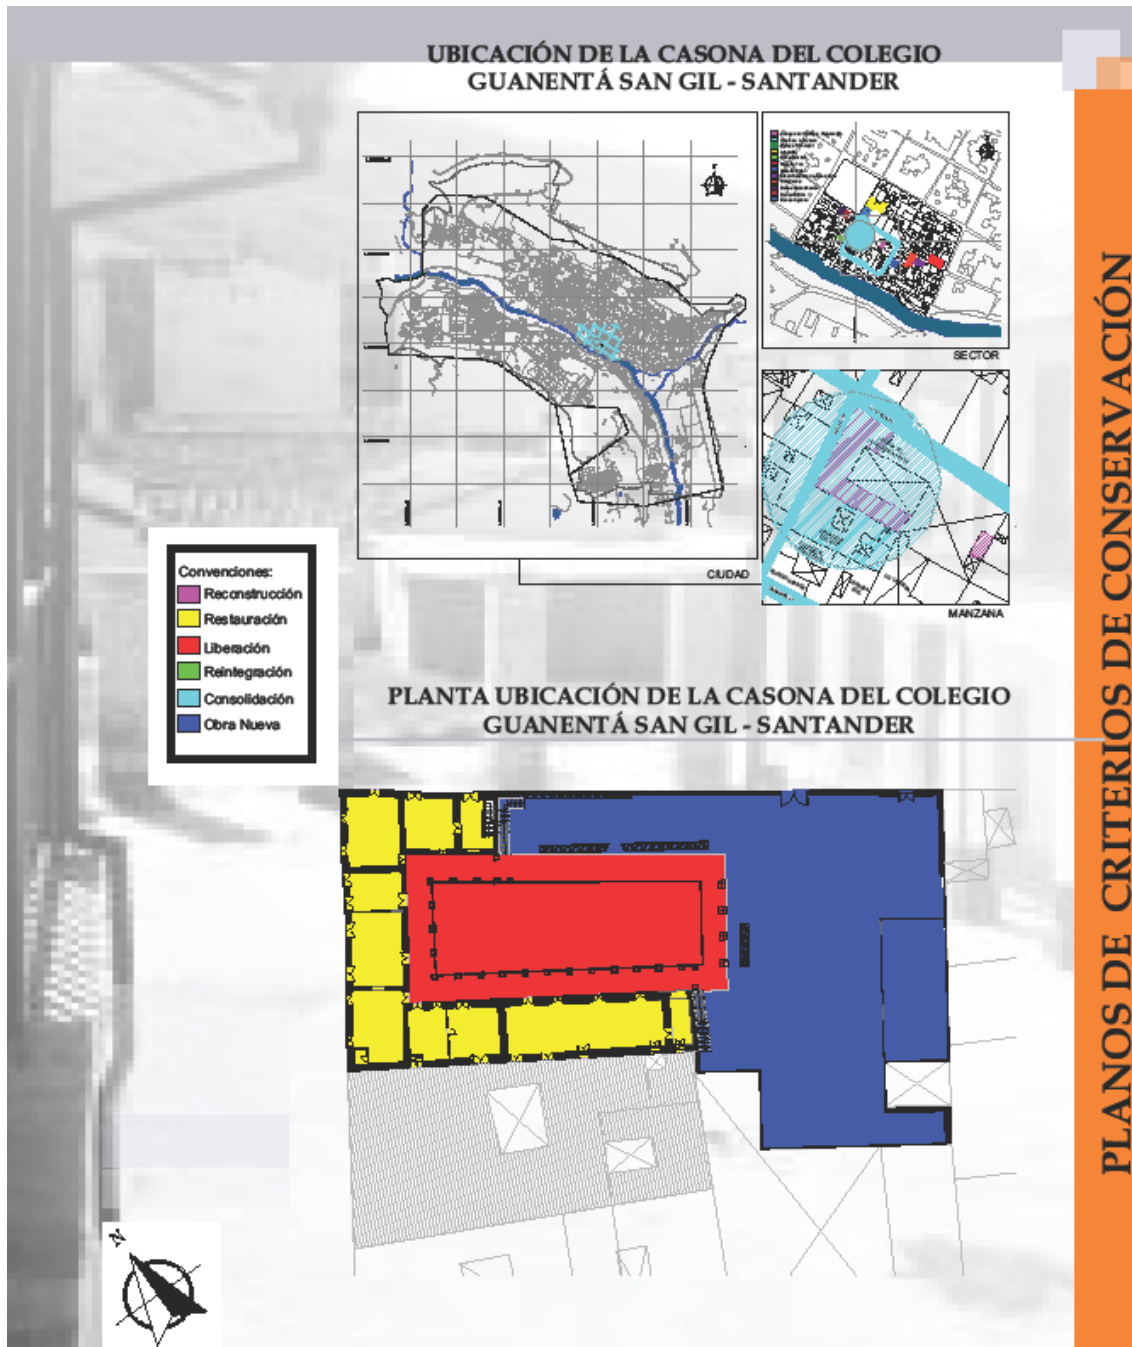 UBICACIÓN DE LA CASONA DEL COLEGIO
GUANENTÁ SAN GIL - SANTANDER
SECTOR
CIUDAD
MANZANA
Convenciones:
Reconstrucción
Restauración
Liberación
Reintegración
Consolidación
Obra Nueva
PLANTA UBICACIÓN DE LA CASONA DEL COLEGIO
GUANENTÁ SAN GIL - SANTANDER
PLANOS DE CRITERIOS DE CONSERVACIÓN